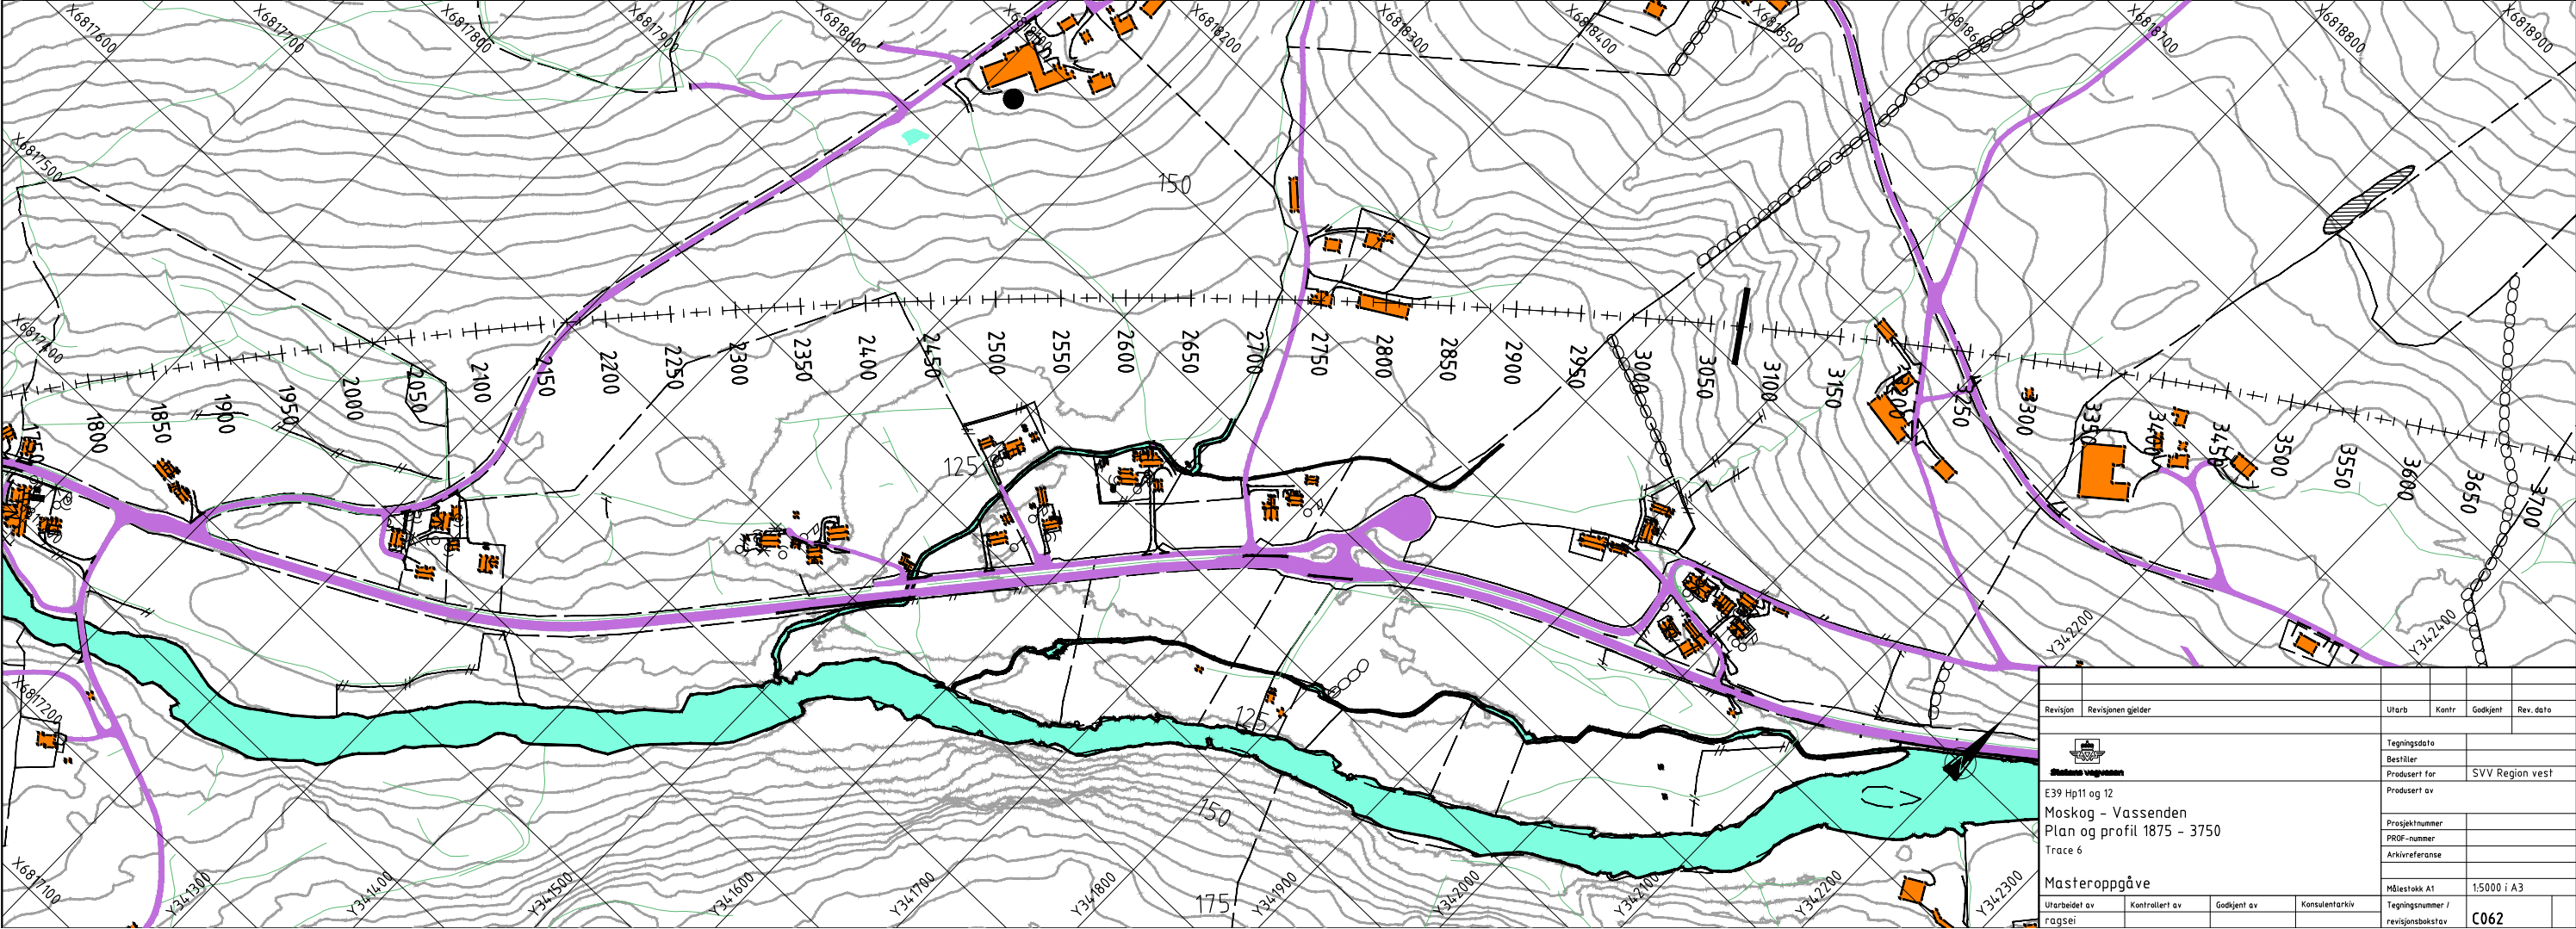 X6817600
X6817700
X6817800
X6817900
X6818000
X6818200
X6818300
X6818400
X6818500
X6818700
X6818800
X6818900
X6817500
150
X6817400
1800
1850
1900
1950
2000
2050
2100
2150
2200
2250
2300
2350
2400
2450
2500
2550
2600
2650
2700
2750
2800
2850
2900
2950
3000
3050
3100
3150
3250
3300
3350
3400
3450
3500
3550
3600
3650
3700
125
Y342200
Y342400
X6817200
125
150
175
X6817100
Y341300
Y341400
Y341500
Y341600
Y341700
Y341800
Y341900
Y342000
Y342100
Y342200
Y342300
Revisjon Revisjonen gjelder Utarb Kontr Godkjent Rev. dato
Statens vegvesen
Tegningsdato
Bestiller
Produsert for SVV Region vest
Produsert av
E39 Hp11 og 12
Moskog - Vassenden
Plan og profil 1875 - 3750
Trace 6
Masteroppgåve
Prosjektnummer
PROF-nummer
Arkivreferanse
Målestokk A1 1:5000 i A3
Utarbeidet av Kontrollert av Godkjent av Konsulentarkiv
ragsei
Tegningsnummer /
revisjonsbokstav C062